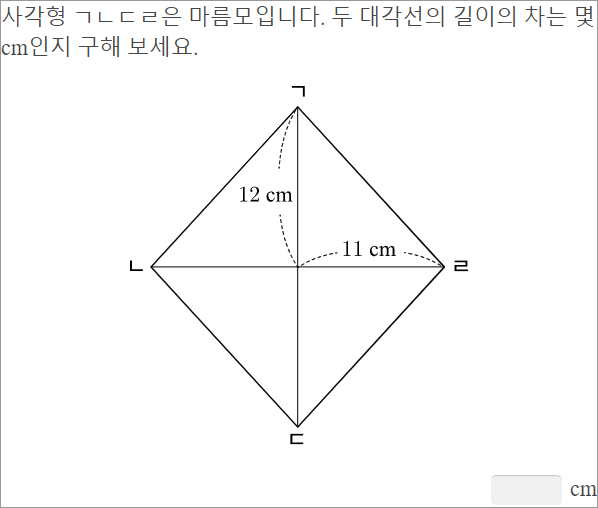 사각형 ㄱㄴㄷㄹ은 마름모입니다. 두 대각선의 길이의 차는 몇
cm인지 구해 보세요.
ㄱ
12 cm
11 cm
ㄴ
ㄹ
ㄷ
cm